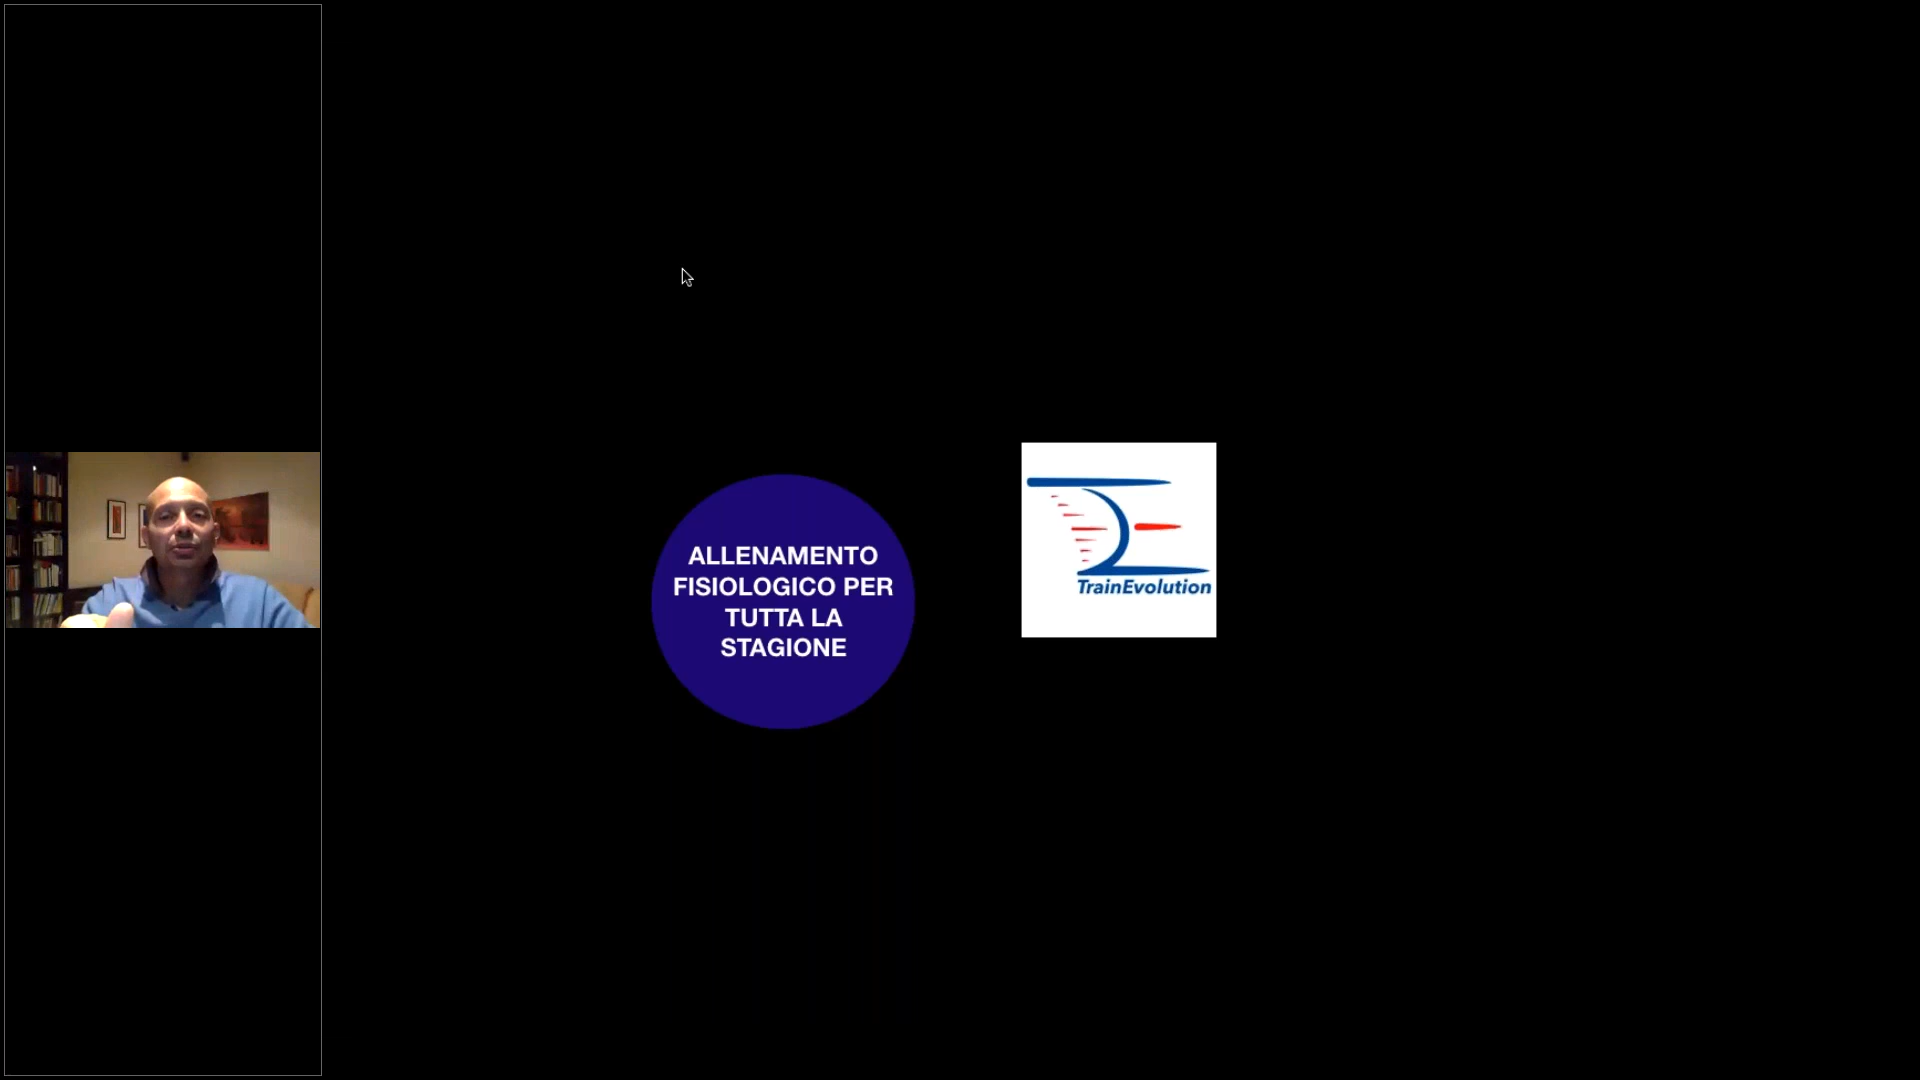 ALLENAMENTO
FISIOLOGICO PER
TUTTA LA
STAGIONE
TrainEvolution